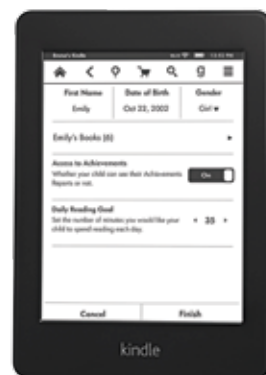 First Name Date of Birth Gender
Emily Oct 22, 2002 Girl
Emily's Books (6)
Access to Achievements
Whether your child can see their Achievements On
Reports or not.
Daily Reading Goal
Set the number of minutes you would like your 35
child to spend reading each day.
Cancel Finish
kindle